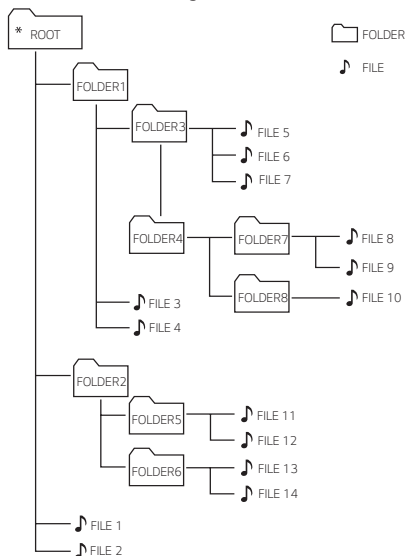 * ROOT
FOLDER
FILE
FOLDER1
FOLDER3
FILE 5
FILE 6
FILE 7
FOLDER4
FOLDER7
FILE 8
FILE 9
FOLDER8
FILE 10
FILE 3
FILE 4
FOLDER2
FOLDER5
FILE 11
FILE 12
FOLDER6
FILE 13
FILE 14
FILE 1
FILE 2